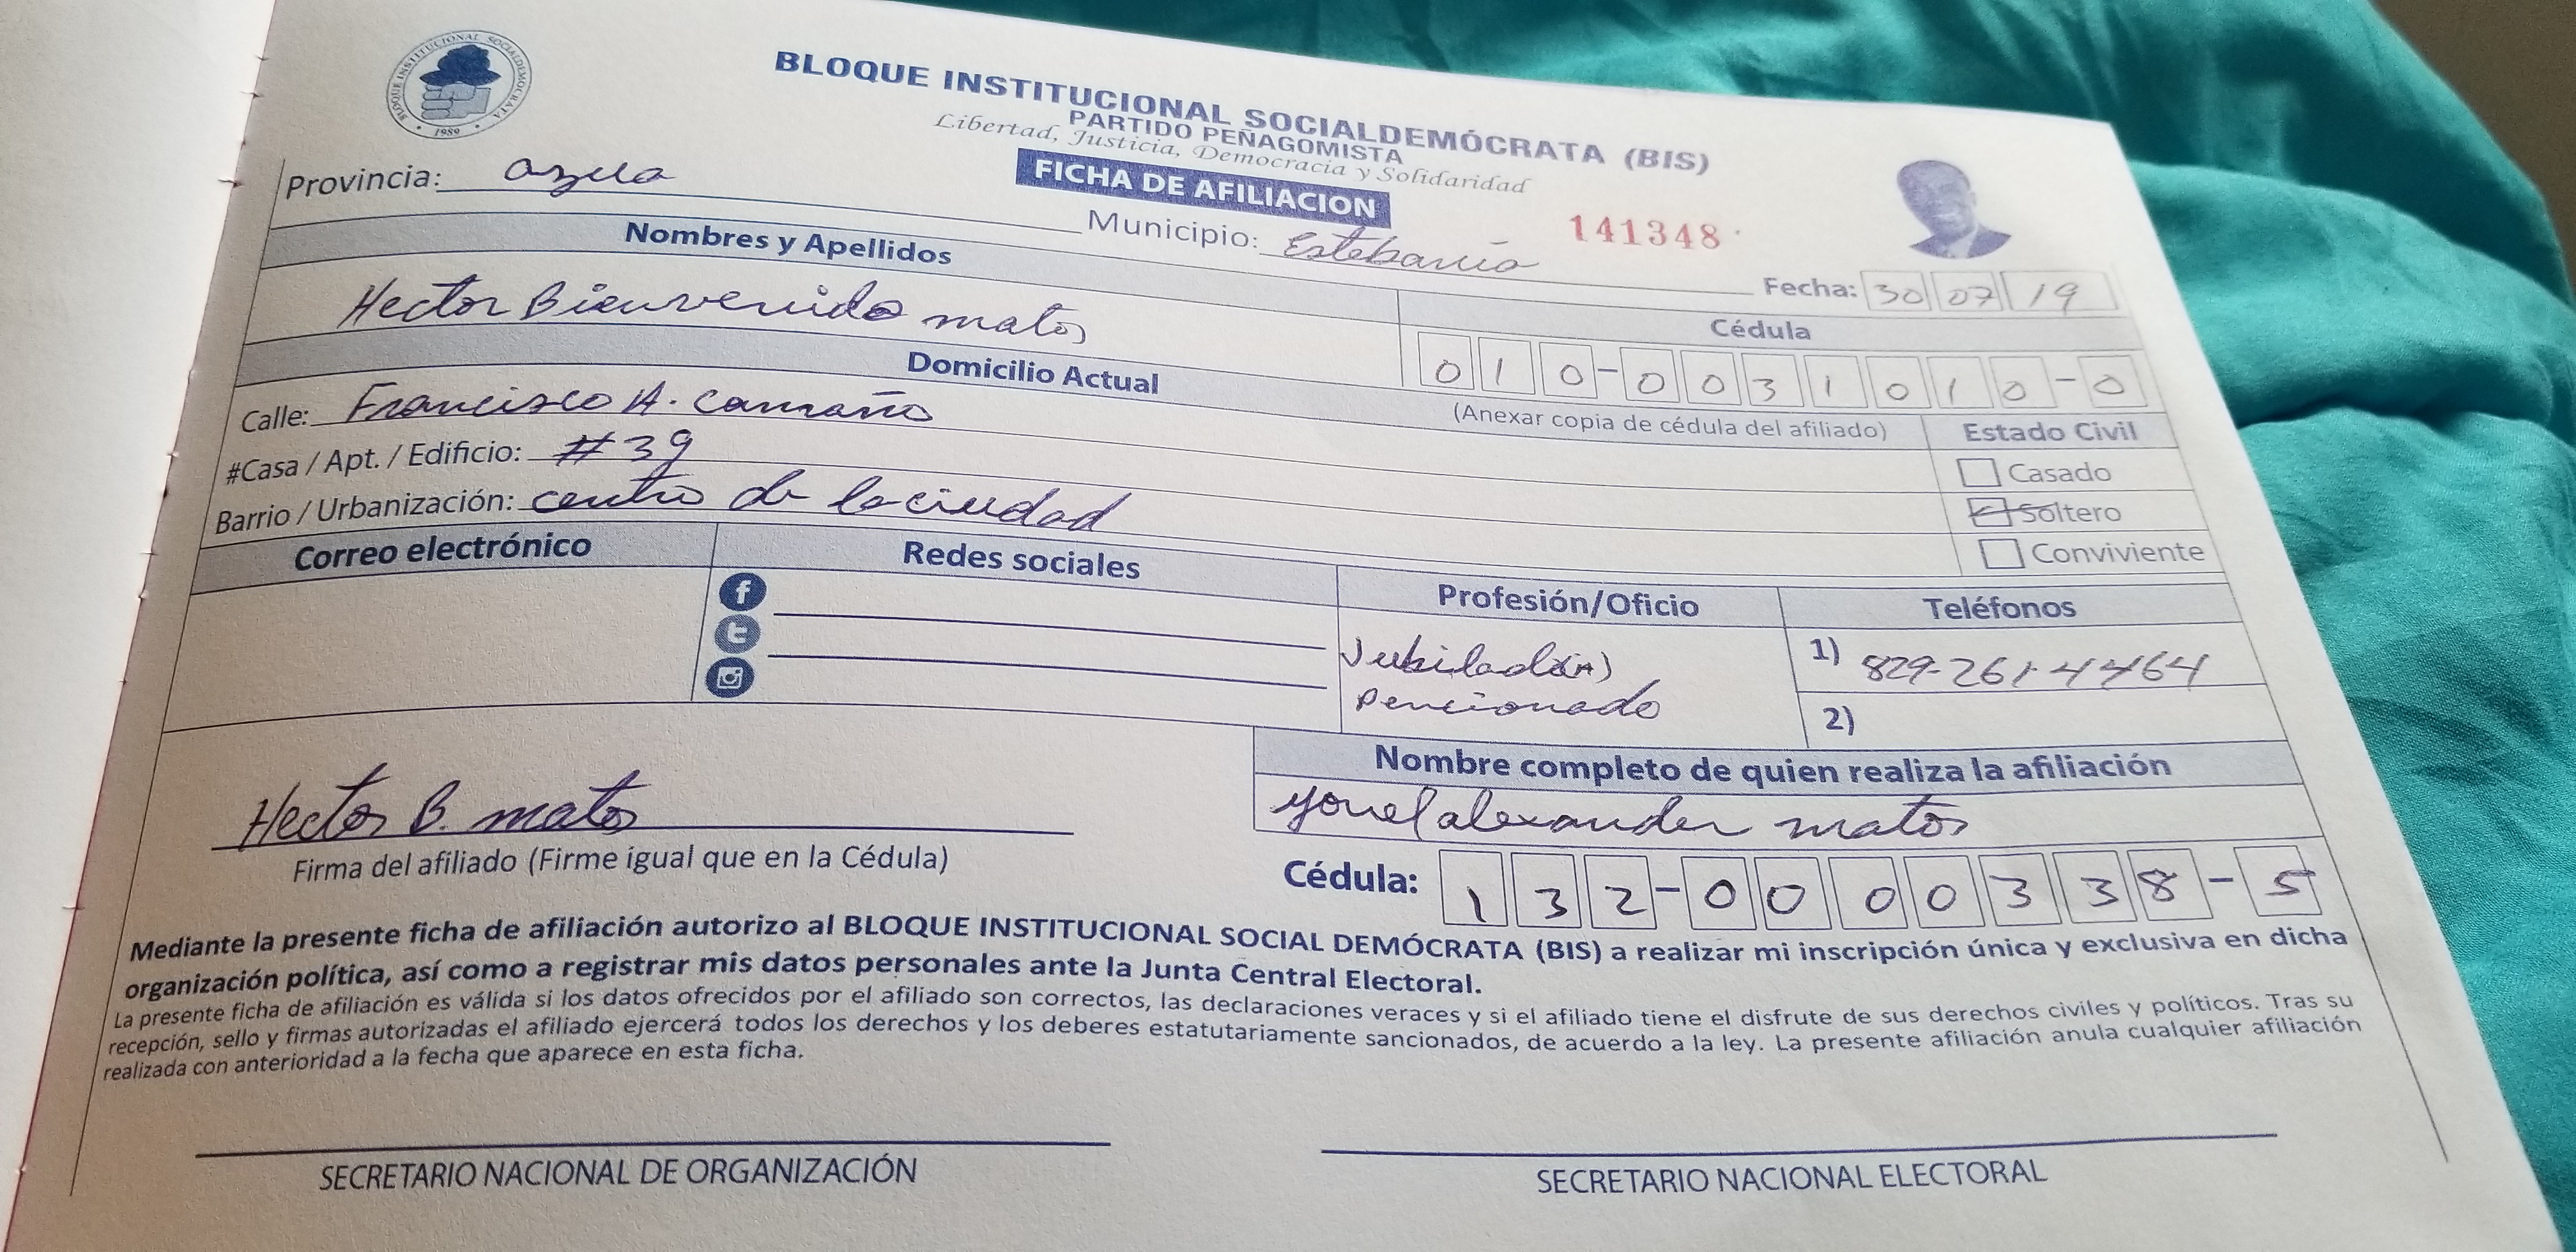 BLOQUE INSTITUCIONAL SOCIALDEMOCRATA
1989
BLOQUE INSTITUCIONAL SOCIALDEMÓCRATA (BIS)
PARTIDO PEÑAGOMISTA
Libertad, Justicia, Democracia y Solidaridad
FICHA DE AFILIACION
141348
Provincia: azua
Municipio: Estebanía
Fecha: 30 07 19
Nombres y Apellidos
Hector Bienvenido matos
Cédula
010-0031010-0
(Anexar copia de cédula del afiliado)
Domicilio Actual
Calle: Francisco A. camaño
#Casa / Apt. / Edificio: #39
Barrio / Urbanización: centro de la ciudad
Estado Civil
Casado
Soltero
Conviviente
Correo electrónico
Redes sociales
Profesión/Oficio
Jubilado(A)
Pencionado
Teléfonos
1) 829-261-4464
2)
Hector B. matos
Firma del afiliado (Firme igual que en la Cédula)
Nombre completo de quien realiza la afiliación
yonel alexander matos
Cédula: 132-0000338-5
Mediante la presente ficha de afiliación autorizo al BLOQUE INSTITUCIONAL SOCIAL DEMÓCRATA (BIS) a realizar mi inscripción única y exclusiva en dicha
organización política, así como a registrar mis datos personales ante la Junta Central Electoral.
La presente ficha de afiliación es válida si los datos ofrecidos por el afiliado son correctos, las declaraciones veraces y si el afiliado tiene el disfrute de sus derechos civiles y políticos. Tras su
recepción, sello y firmas autorizadas el afiliado ejercerá todos los derechos y los deberes estatutariamente sancionados, de acuerdo a la ley. La presente afiliación anula cualquier afiliación
realizada con anterioridad a la fecha que aparece en esta ficha.
SECRETARIO NACIONAL DE ORGANIZACIÓN
SECRETARIO NACIONAL ELECTORAL